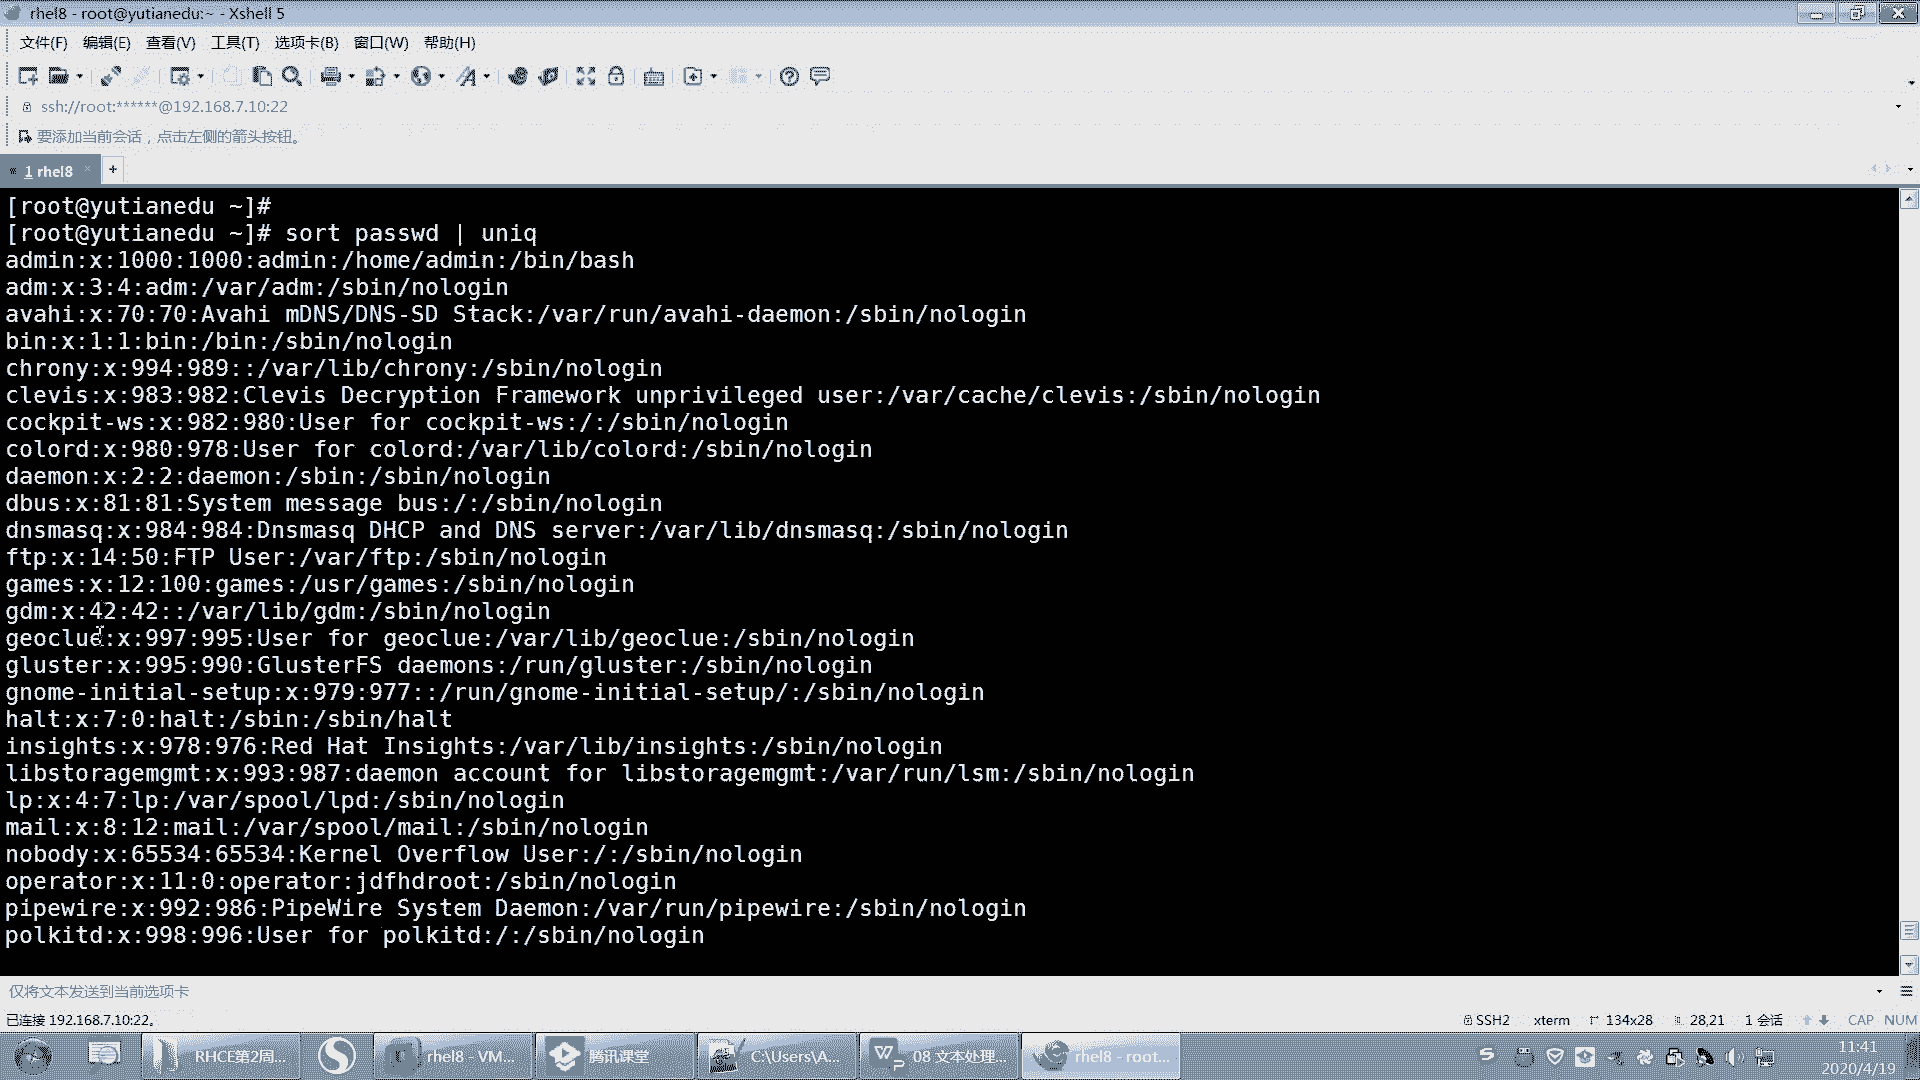 rhel8 - root@yutianedu:~ - Xshell 5
文件(F) 编辑(E) 查看(V) 工具(T) 选项卡(B) 窗口(W) 帮助(H)
ssh://root:******@192.168.7.10:22
要添加当前会话，点击左侧的箭头按钮。
1 rhel8
[root@yutianedu ~]#
[root@yutianedu ~]# sort passwd | uniq
admin:x:1000:1000:admin:/home/admin:/bin/bash
adm:x:3:4:adm:/var/adm:/sbin/nologin
avahi:x:70:70:Avahi mDNS/DNS-SD Stack:/var/run/avahi-daemon:/sbin/nologin
bin:x:1:1:bin:/bin:/sbin/nologin
chrony:x:994:989::/var/lib/chrony:/sbin/nologin
clevis:x:983:982:Clevis Decryption Framework unprivileged user:/var/cache/clevis:/sbin/nologin
cockpit-ws:x:982:980:User for cockpit-ws:/:/sbin/nologin
colord:x:980:978:User for colord:/var/lib/colord:/sbin/nologin
daemon:x:2:2:daemon:/sbin:/sbin/nologin
dbus:x:81:81:System message bus:/:/sbin/nologin
dnsmasq:x:984:984:Dnsmasq DHCP and DNS server:/var/lib/dnsmasq:/sbin/nologin
ftp:x:14:50:FTP User:/var/ftp:/sbin/nologin
games:x:12:100:games:/usr/games:/sbin/nologin
gdm:x:42:42::/var/lib/gdm:/sbin/nologin
geoclue:x:997:995:User for geoclue:/var/lib/geoclue:/sbin/nologin
gluster:x:995:990:GlusterFS daemons:/run/gluster:/sbin/nologin
gnome-initial-setup:x:979:977::/run/gnome-initial-setup/:/sbin/nologin
halt:x:7:0:halt:/sbin:/sbin/halt
insights:x:978:976:Red Hat Insights:/var/lib/insights:/sbin/nologin
libstoragemgmt:x:993:987:daemon account for libstoragemgmt:/var/run/lsm:/sbin/nologin
lp:x:4:7:lp:/var/spool/lpd:/sbin/nologin
mail:x:8:12:mail:/var/spool/mail:/sbin/nologin
nobody:x:65534:65534:Kernel Overflow User:/:/sbin/nologin
operator:x:11:0:operator:jdfhdroot:/sbin/nologin
pipewire:x:992:986:PipeWire System Daemon:/var/run/pipewire:/sbin/nologin
polkitd:x:998:996:User for polkitd:/:/sbin/nologin
仅将文本发送到当前选项卡
已连接 192.168.7.10:22。 SSH2 xterm 134x28 28,21 1 会话 CAP NUM
RHCE第2周... rhel8 - VM... 腾讯课堂 C:\Users\A... 08 文本处理... rhel8 - root... 11:41
2020/4/19